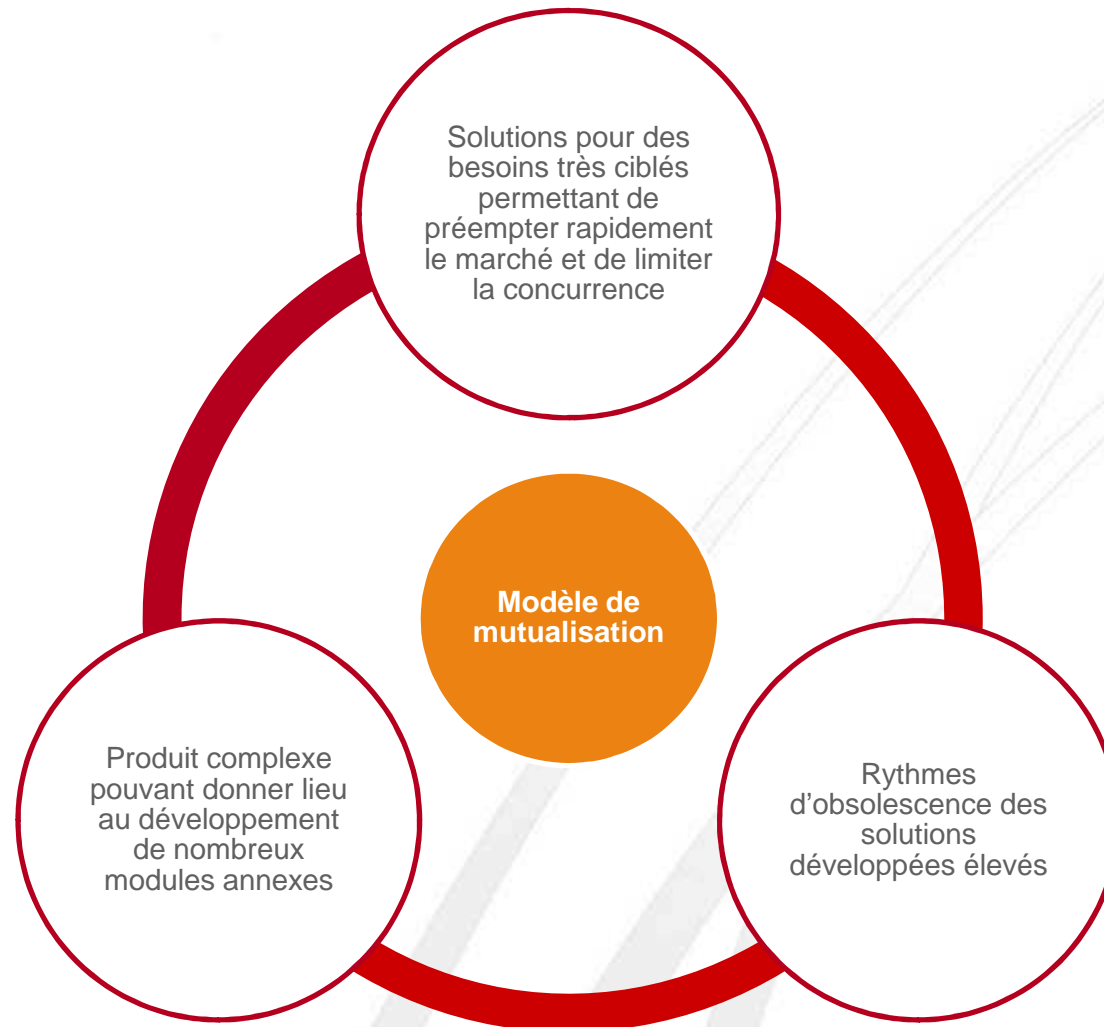 Solutions pour des
besoins très ciblés
permettant de
préempter rapidement
le marché et de limiter
la concurrence
Modèle de
mutualisation
Produit complexe
pouvant donner lieu
au développement
de nombreux
modules annexes
Rythmes
d’obsolescence des
solutions
développées élevés